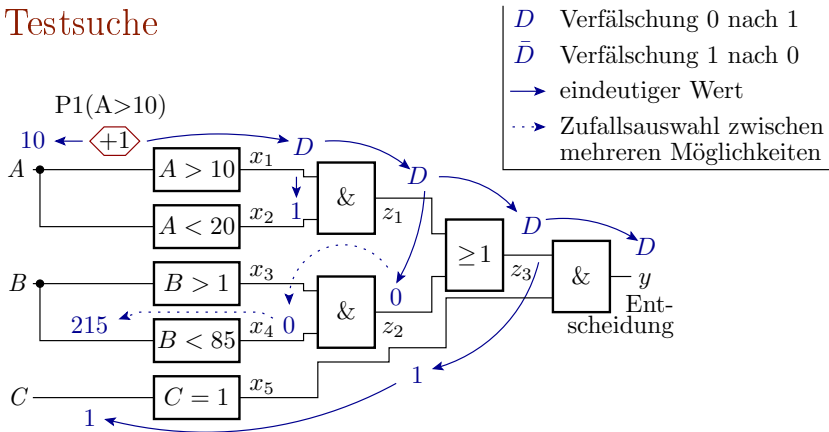 Testsuche
D Verfälschung 0 nach 1
D̄ Verfälschung 1 nach 0
eindeutiger Wert
Zufallsauswahl zwischen
mehreren Möglichkeiten
P1(A>10)
10 +1 D
A A > 10 x₁ D
1 &
A < 20 x₂ z₁ D D
B B > 1 x₃ ≥1 z₃ & y
0 &
215 B < 85 x₄ 0 z₂
Ent-
scheidung
C C = 1 x₅ 1
1